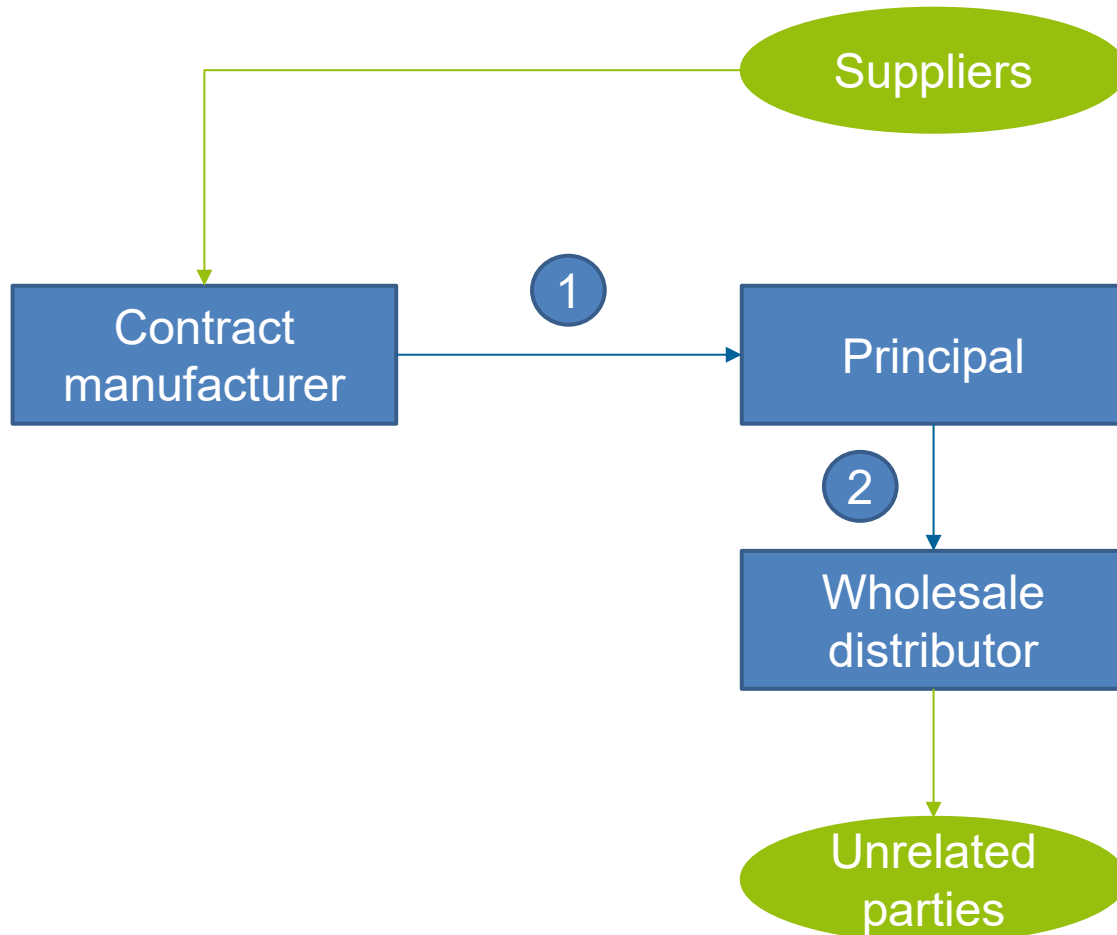 Suppliers
1
Contract
manufacturer
Principal
2
Wholesale
distributor
Unrelated
parties